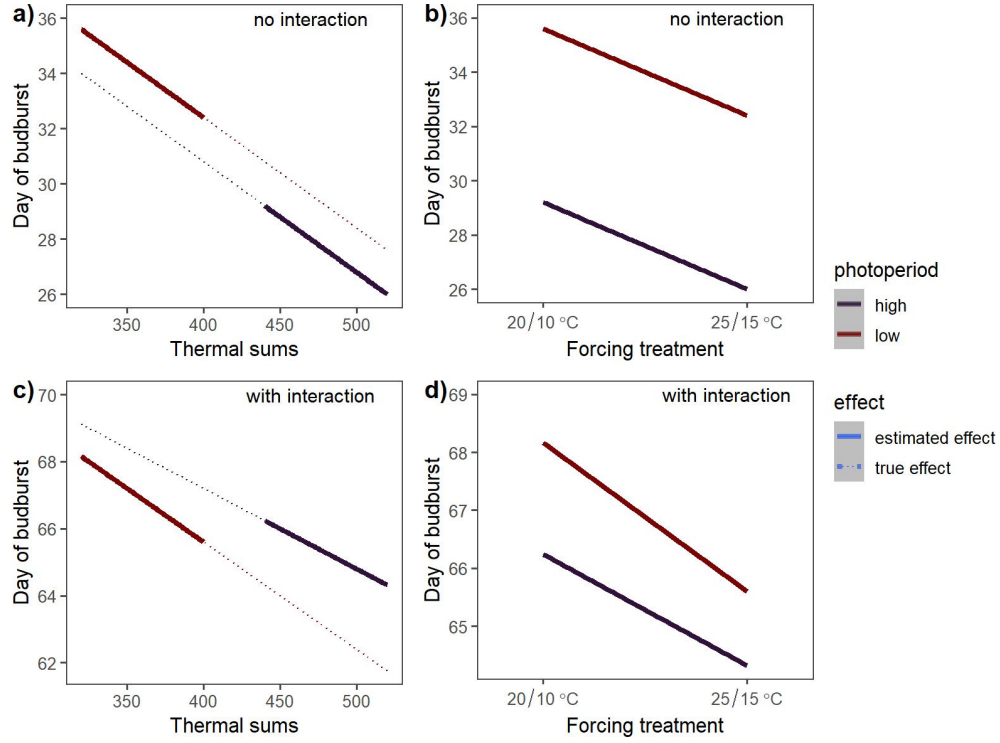 a)
no interaction
36
34
32
30
28
26
Day of budburst
350
400
450
500
Thermal sums
b)
no interaction
36
34
32
30
28
26
Day of budburst
20/10 °C
25/15 °C
Forcing treatment
photoperiod
high
low
c)
with interaction
70
68
66
64
62
Day of budburst
350
400
450
500
Thermal sums
d)
with interaction
69
68
67
66
65
Day of budburst
20/10 °C
25/15 °C
Forcing treatment
effect
estimated effect
true effect